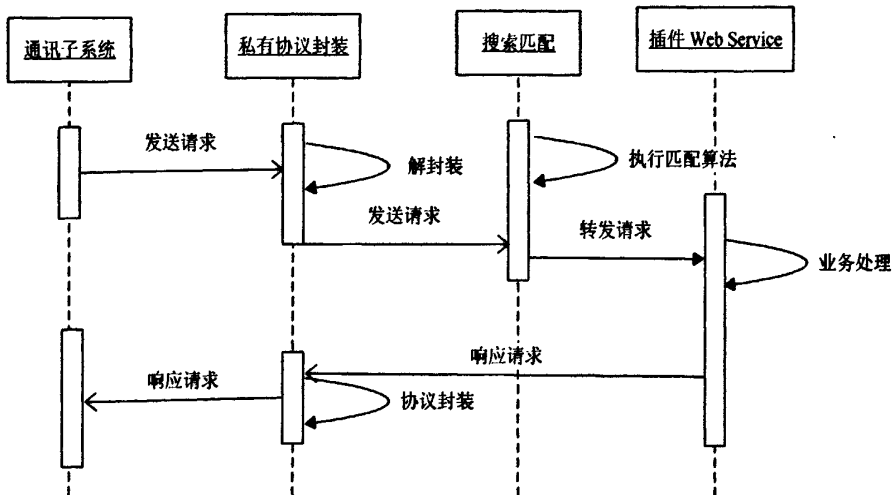 通讯子系统
私有协议封装
搜索匹配
插件 Web Service
发送请求
解封装
执行匹配算法
发送请求
转发请求
业务处理
响应请求
响应请求
协议封装